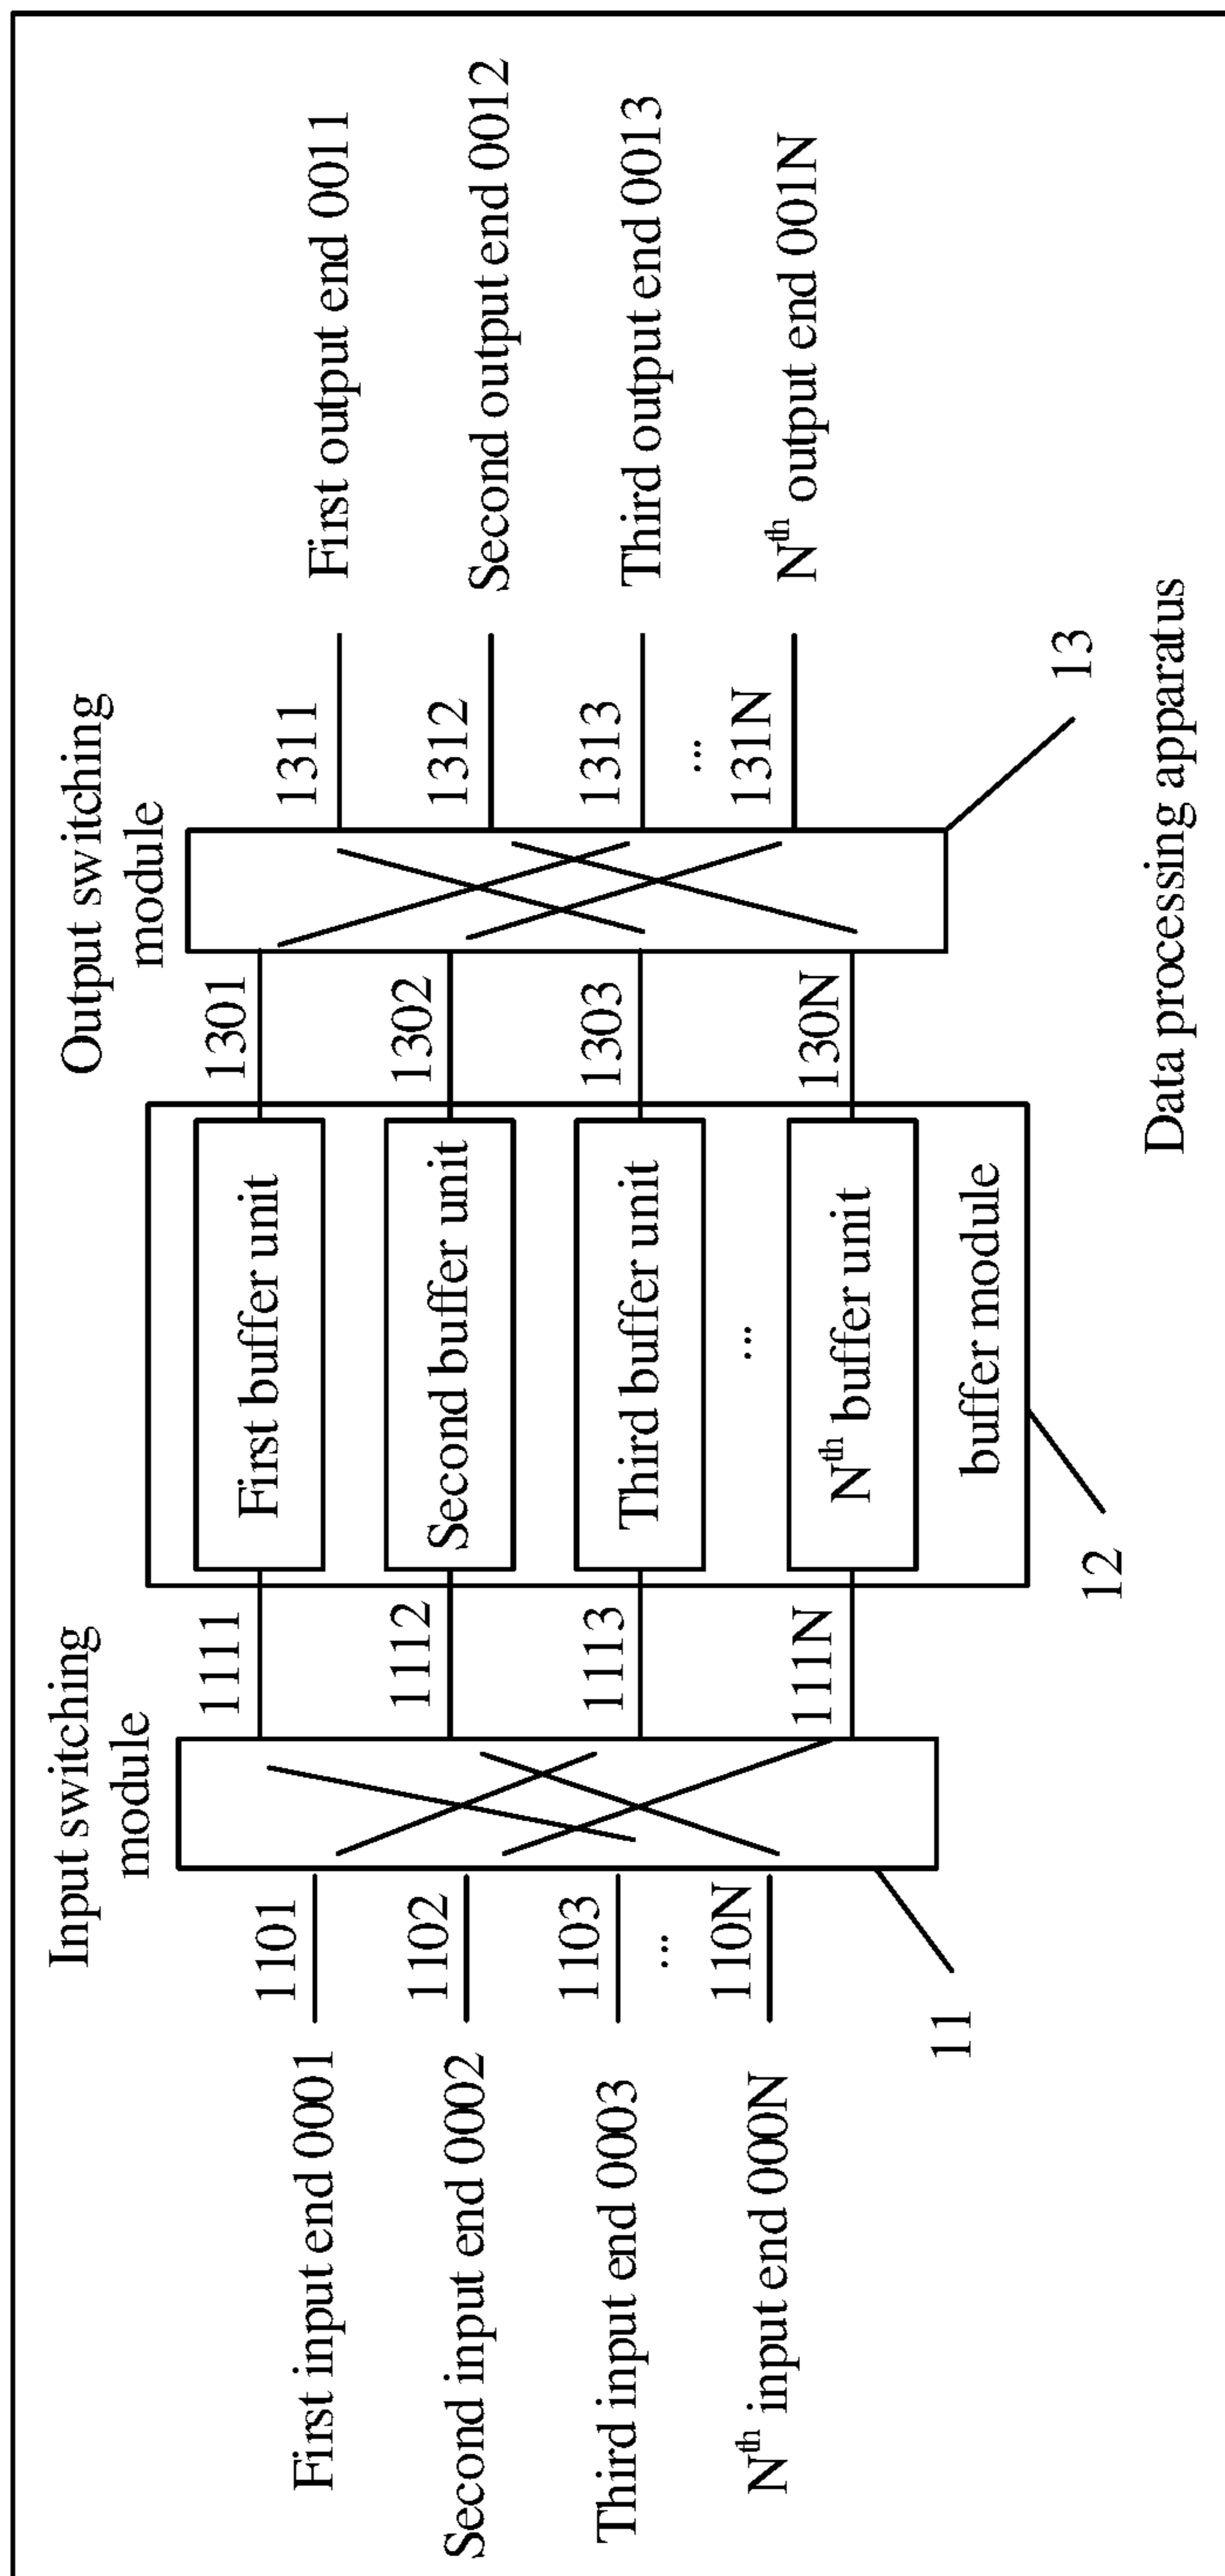 Input switching
module
Output switching
module
First input end 0001
1101
Second input end 0002
1102
Third input end 0003
1103
...
Nth input end 000N
110N
11
1111
1112
1113
111N
First buffer unit
Second buffer unit
Third buffer unit
...
Nth buffer unit
buffer module
12
1301
1302
1303
130N
1311
1312
1313
...
131N
13
First output end 0011
Second output end 0012
Third output end 0013
Nth output end 001N
Data processing apparatus